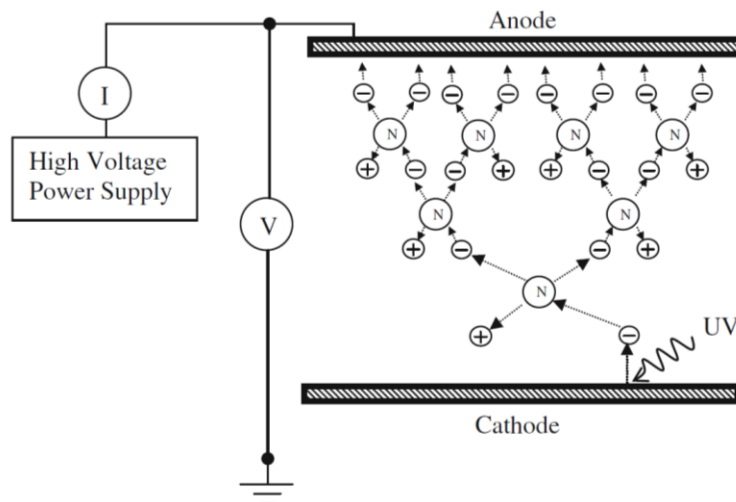 Anode
I
High Voltage
Power Supply
V
− − − − − − − −
N N N N
+ − − + + − − +
N N
+ − − +
N
+ −
UV
Cathode